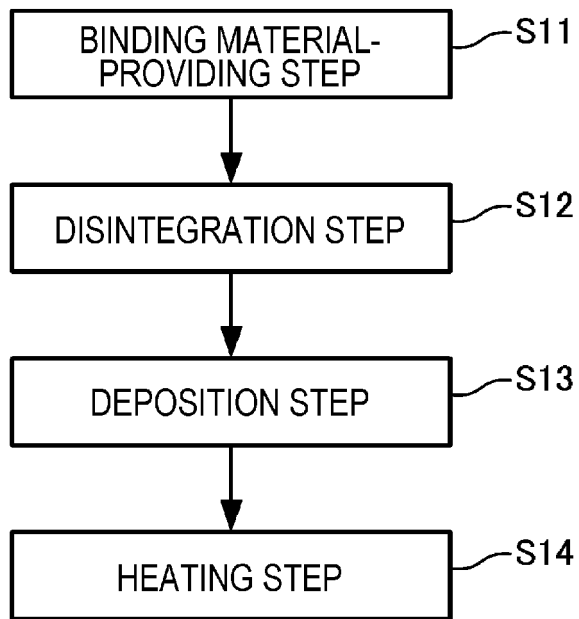 BINDING MATERIAL-
PROVIDING STEP
S11
DISINTEGRATION STEP
S12
DEPOSITION STEP
S13
HEATING STEP
S14